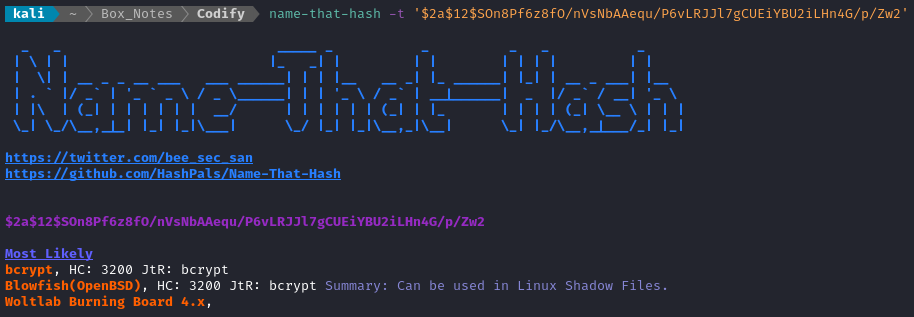 kali ~ Box_Notes Codify name-that-hash -t '$2a$12$SOn8Pf6z8fO/nVsNbAAequ/P6vLRJJl7gCUEiYBU2iLHn4G/p/Zw2'
Name-That-Hash
https://twitter.com/bee_sec_san
https://github.com/HashPals/Name-That-Hash
$2a$12$SOn8Pf6z8fO/nVsNbAAequ/P6vLRJJl7gCUEiYBU2iLHn4G/p/Zw2
Most Likely
bcrypt, HC: 3200 JtR: bcrypt
Blowfish(OpenBSD), HC: 3200 JtR: bcrypt Summary: Can be used in Linux Shadow Files.
Woltlab Burning Board 4.x,